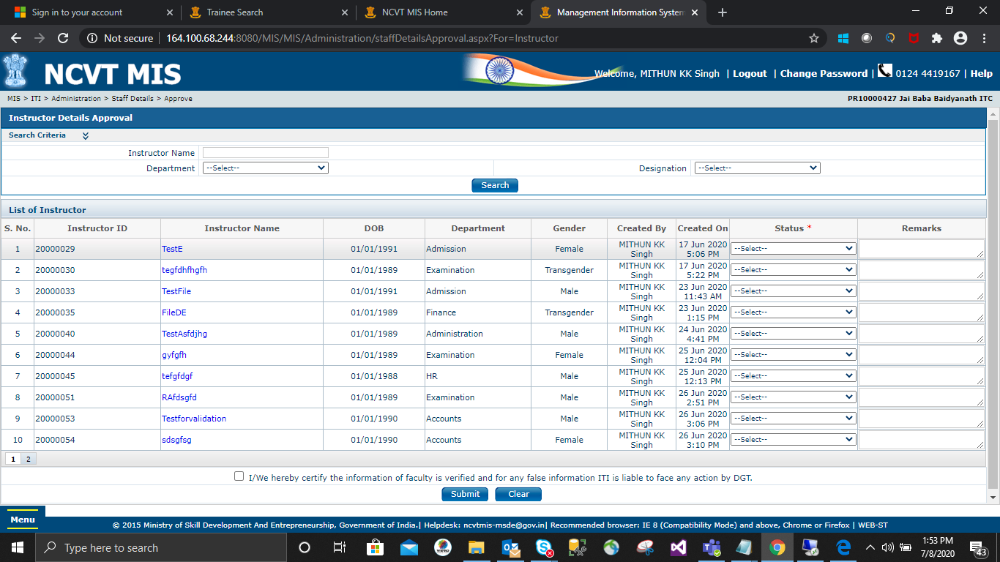 Sign in to your account
Trainee Search
NCVT MIS Home
Management Information System
Not secure | 164.100.68.244:8080/MIS/MIS/Administration/staffDetailsApproval.aspx?For=Instructor
NCVT MIS
Welcome, MITHUN KK Singh | Logout | Change Password | 0124 4419167 | Help
MIS > ITI > Administration > Staff Details > Approve
PR10000427 Jai Baba Baidyanath ITC
Instructor Details Approval
Search Criteria
Instructor Name
Department --Select-- Designation --Select--
Search
List of Instructor
S. No. Instructor ID Instructor Name DOB Department Gender Created By Created On Status * Remarks
1 20000029 TestE 01/01/1991 Admission Female MITHUN KK Singh 17 Jun 2020 5:06 PM --Select--
2 20000030 tegfdhfhgfh 01/01/1989 Examination Transgender MITHUN KK Singh 17 Jun 2020 5:22 PM --Select--
3 20000033 TestFile 01/01/1991 Admission Male MITHUN KK Singh 23 Jun 2020 11:43 AM --Select--
4 20000035 FileDE 01/01/1989 Finance Transgender MITHUN KK Singh 23 Jun 2020 1:15 PM --Select--
5 20000040 TestAsfdjhg 01/01/1989 Administration Male MITHUN KK Singh 24 Jun 2020 4:41 PM --Select--
6 20000044 gyfgfh 01/01/1989 Examination Female MITHUN KK Singh 25 Jun 2020 12:04 PM --Select--
7 20000045 tefgfdgf 01/01/1988 HR Male MITHUN KK Singh 25 Jun 2020 12:13 PM --Select--
8 20000051 RAfdsgfd 01/01/1989 Examination Male MITHUN KK Singh 26 Jun 2020 2:51 PM --Select--
9 20000053 Testforvalidation 01/01/1990 Accounts Male MITHUN KK Singh 26 Jun 2020 3:06 PM --Select--
10 20000054 sdsgfsg 01/01/1990 Accounts Female MITHUN KK Singh 26 Jun 2020 3:10 PM --Select--
1 2
I/We hereby certify the information of faculty is verified and for any false information ITI is liable to face any action by DGT.
Submit Clear
Menu
© 2015 Ministry of Skill Development And Entrepreneurship, Government of India.| Helpdesk: ncvtmis-msde@gov.in| Recommended browser: IE 8 (Compatibility Mode) and above, Chrome or Firefox | WEB-ST
Type here to search
1:53 PM
7/8/2020
43